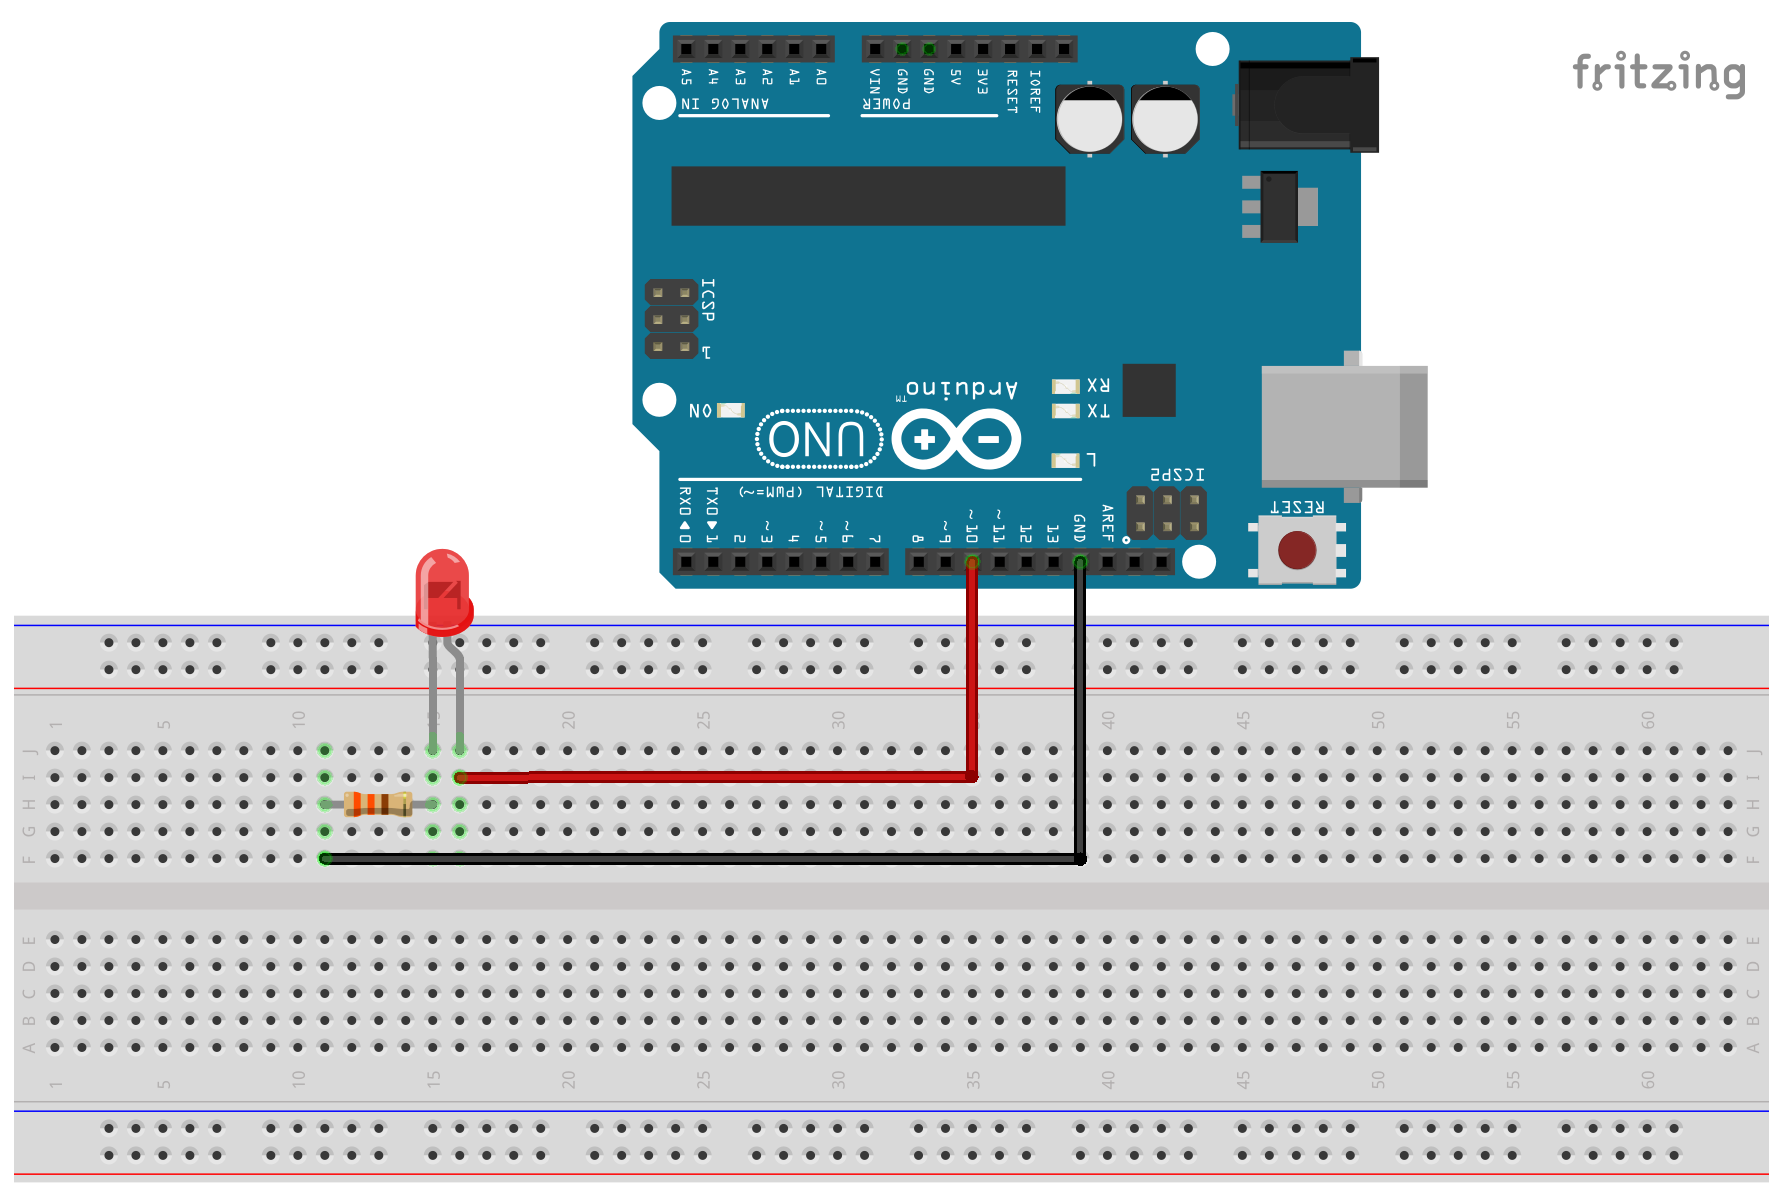 fritzing
A5 A4 A3 A2 A1 A0
VIN GND GND 5V 3V3 RESET IOREF
ANALOG IN
POWER
ICSP
1
Arduino
TM
RX
TX
ON
UNO
+ -
L
ICSP2
DIGITAL (PWM=~)
RESET
RX0 TX0
0 1 2 ~3 4 ~5 ~6 7 8 ~9 ~10 ~11 12 13 GND AREF
1 5 10 15 20 25 30 35 40 45 50 55 60
J J
I I
H H
G G
F F
E E
D D
C C
B B
A A
1 5 10 15 20 25 30 35 40 45 50 55 60